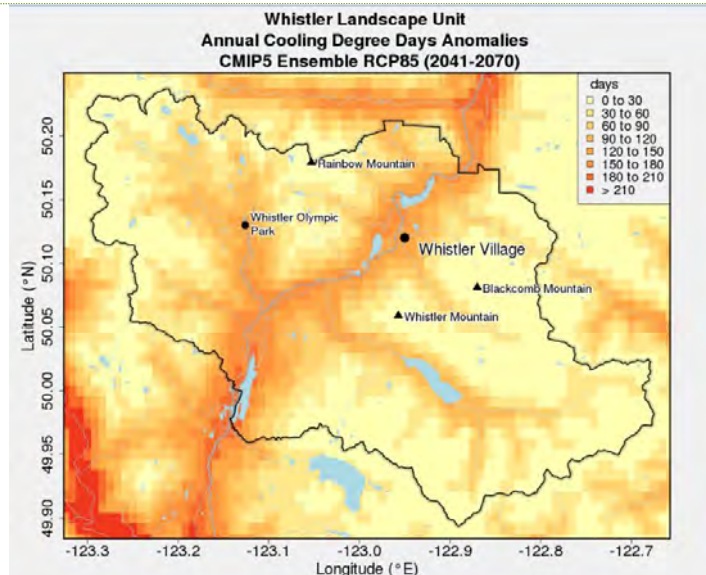 Whistler Landscape Unit
Annual Cooling Degree Days Anomalies
CMIP5 Ensemble RCP85 (2041-2070)
days
0 to 30
30 to 60
60 to 90
90 to 120
120 to 150
150 to 180
180 to 210
> 210
Rainbow Mountain
Whistler Olympic
Park
Whistler Village
Blackcomb Mountain
Whistler Mountain
Latitude (°N)
50.20
50.15
50.10
50.05
50.00
49.95
49.90
-123.3
-123.2
-123.1
-123.0
-122.9
-122.8
-122.7
Longitude (°E)